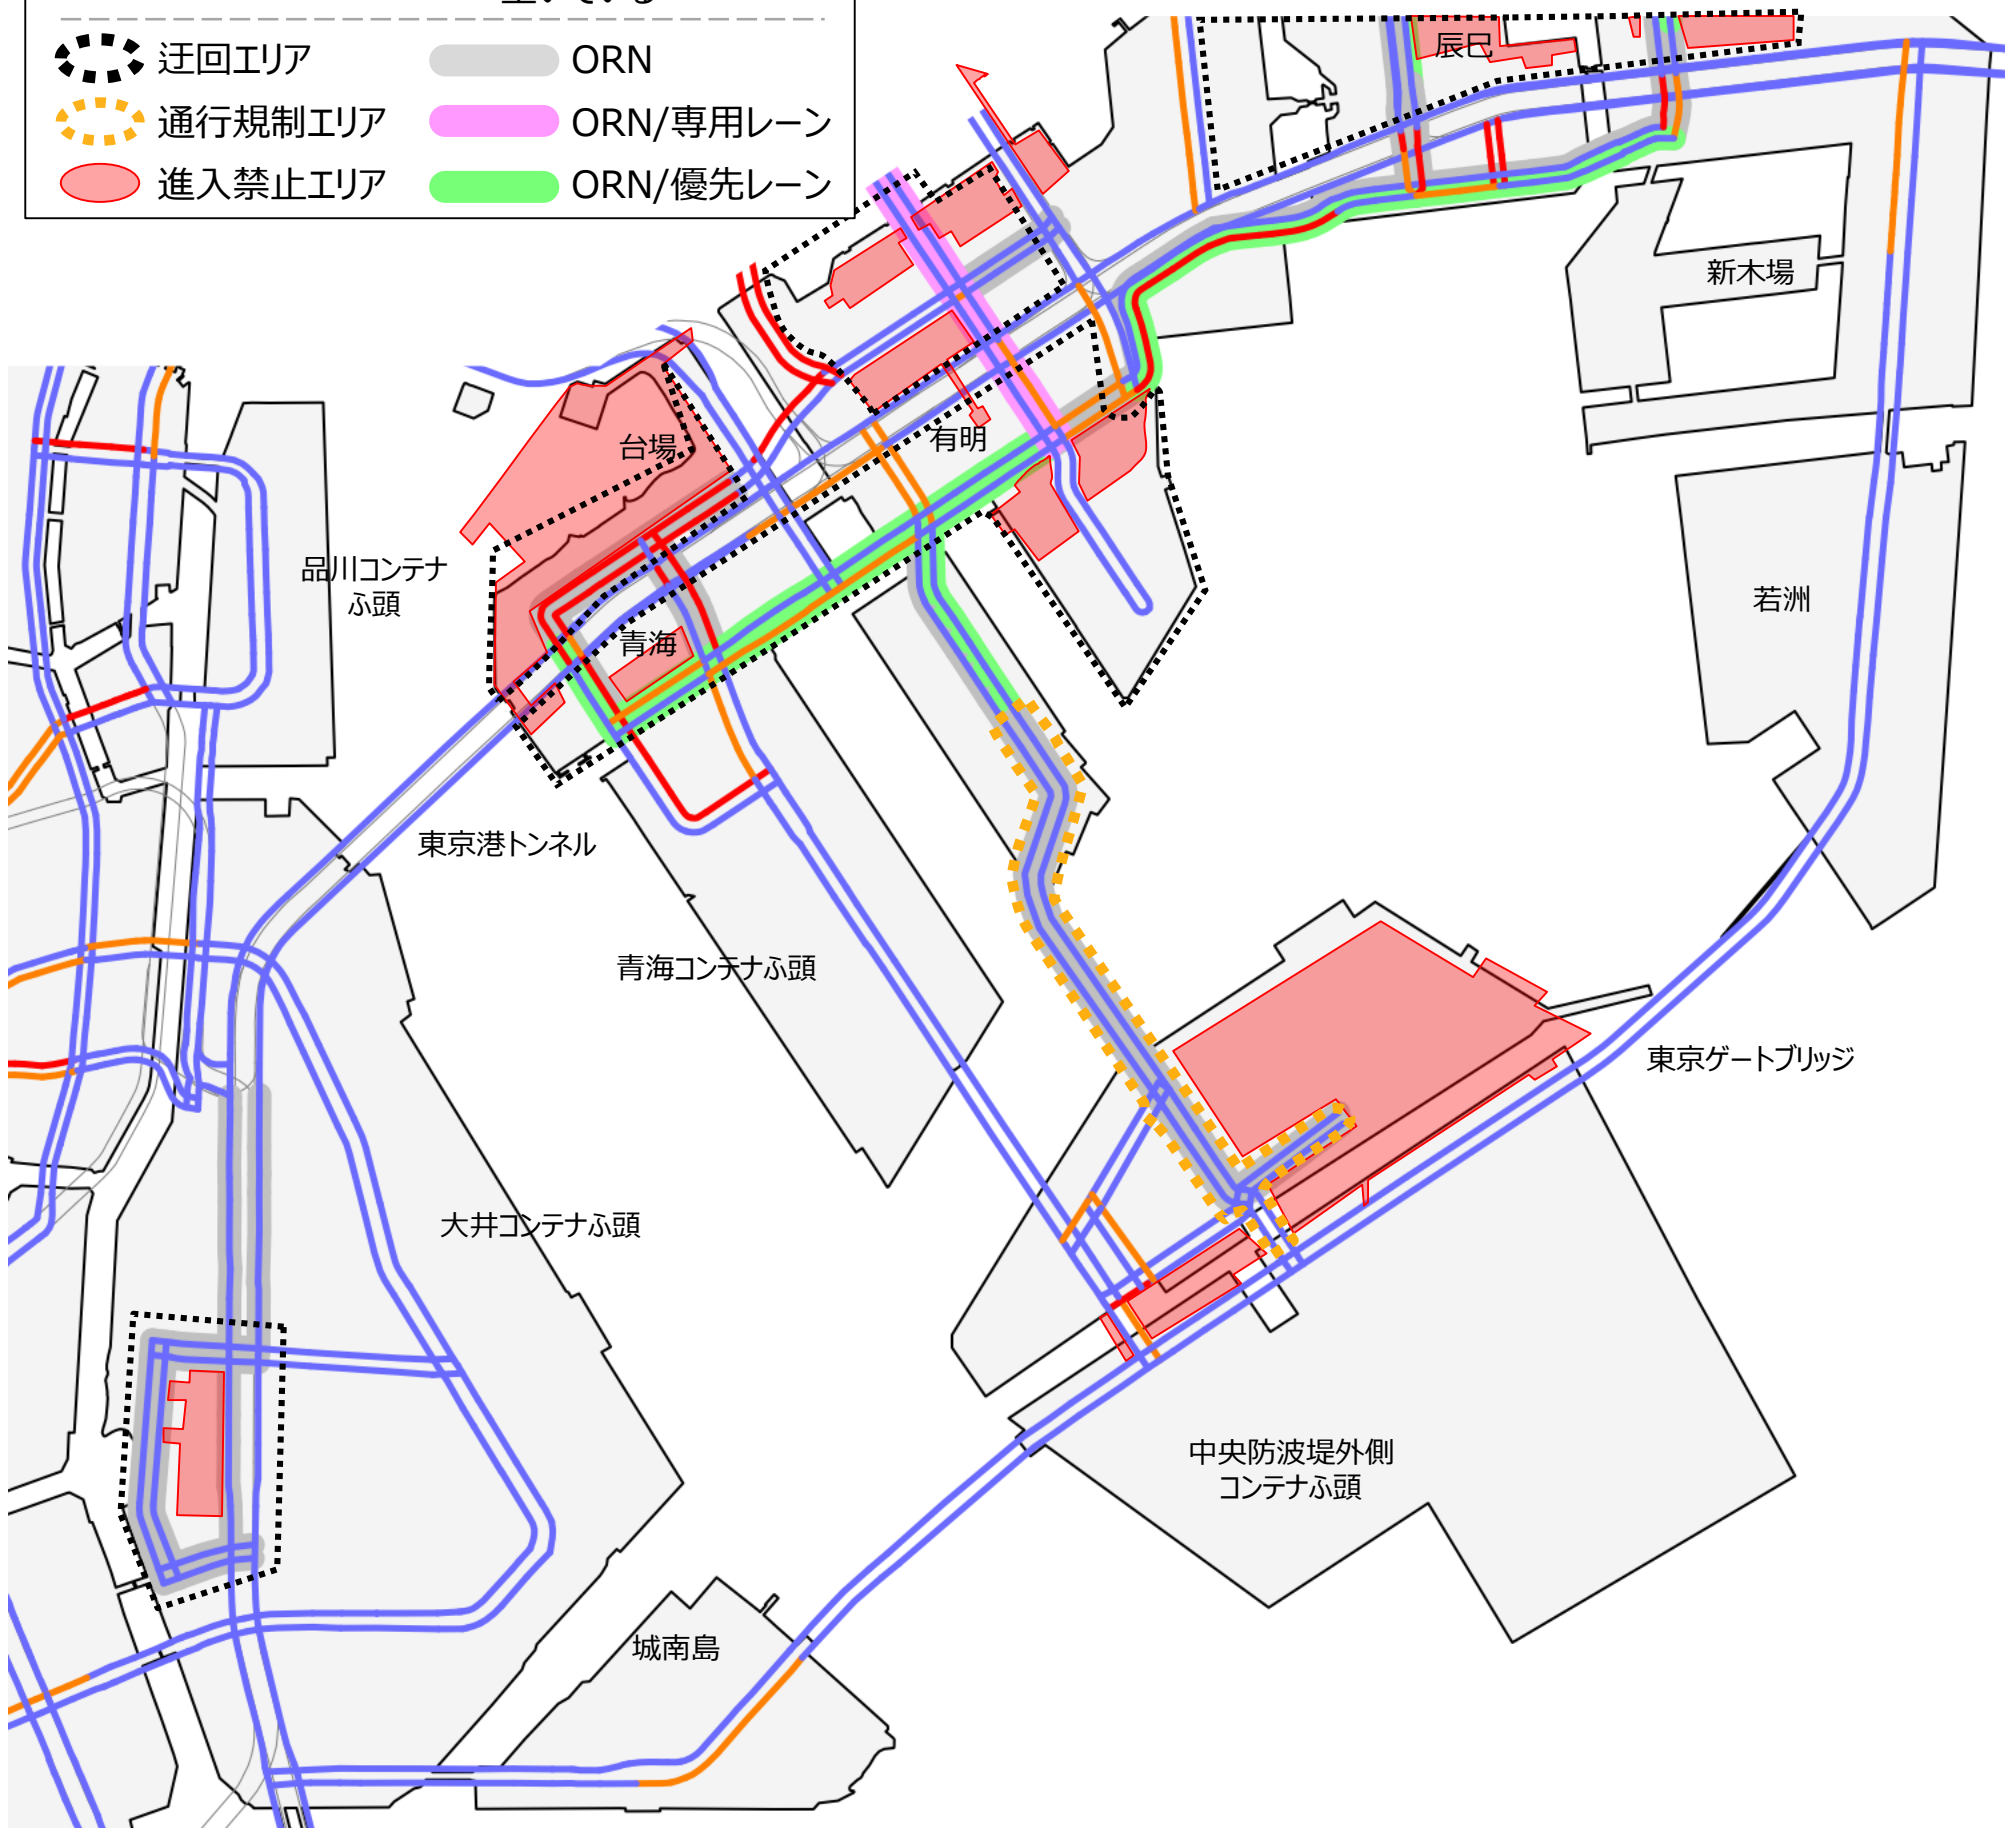 空いている
迂回エリア
ORN
通行規制エリア
ORN/専用レーン
進入禁止エリア
ORN/優先レーン
辰巳
新木場
台場
有明
品川コンテナ
ふ頭
若洲
青海
東京港トンネル
青海コンテナふ頭
東京ゲートブリッジ
大井コンテナふ頭
中央防波堤外側
コンテナふ頭
城南島